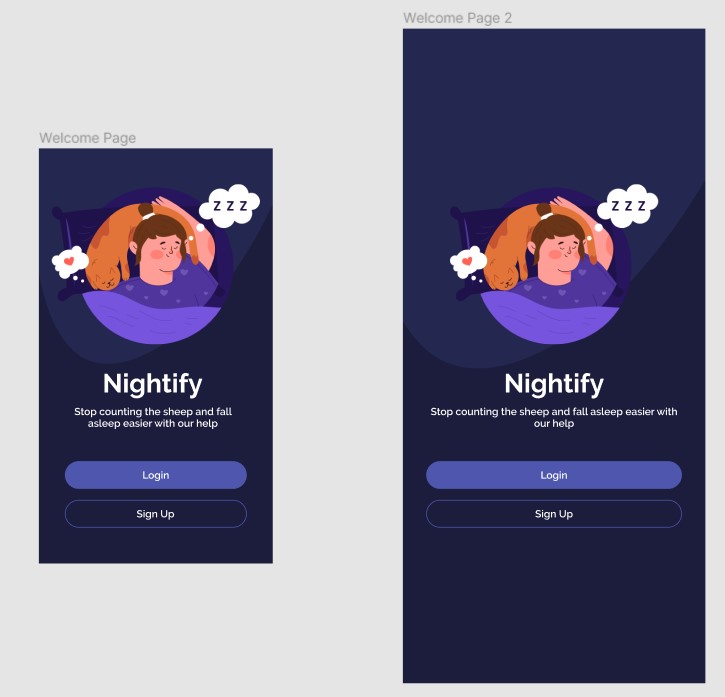 Welcome Page
Z Z Z
Nightify
Stop counting the sheep and fall
asleep easier with our help
Login
Sign Up
Welcome Page 2
Z Z Z
Nightify
Stop counting the sheep and fall asleep easier with
our help
Login
Sign Up